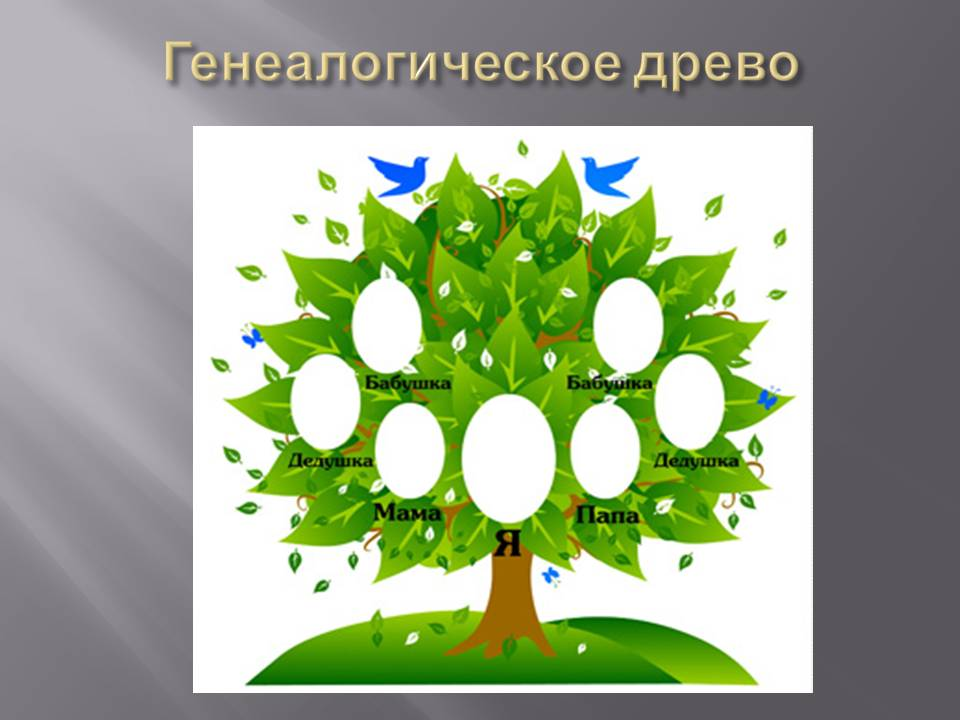 Генеалогическое древо
Бабушка Бабушка
Дедушка Дедушка
Мама Папа
Я